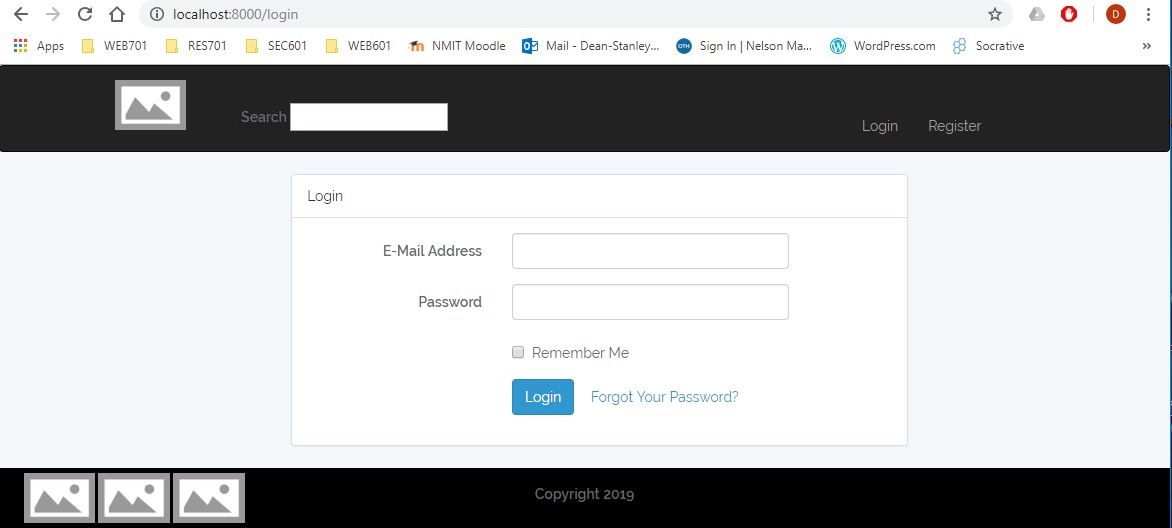 localhost:8000/login
Apps WEB701 RES701 SEC601 WEB601 NMIT Moodle Mail - Dean-Stanley... OTH Sign In | Nelson Ma... WordPress.com Socrative »
D
Search
Login Register
Login
E-Mail Address
Password
Remember Me
Login Forgot Your Password?
Copyright 2019